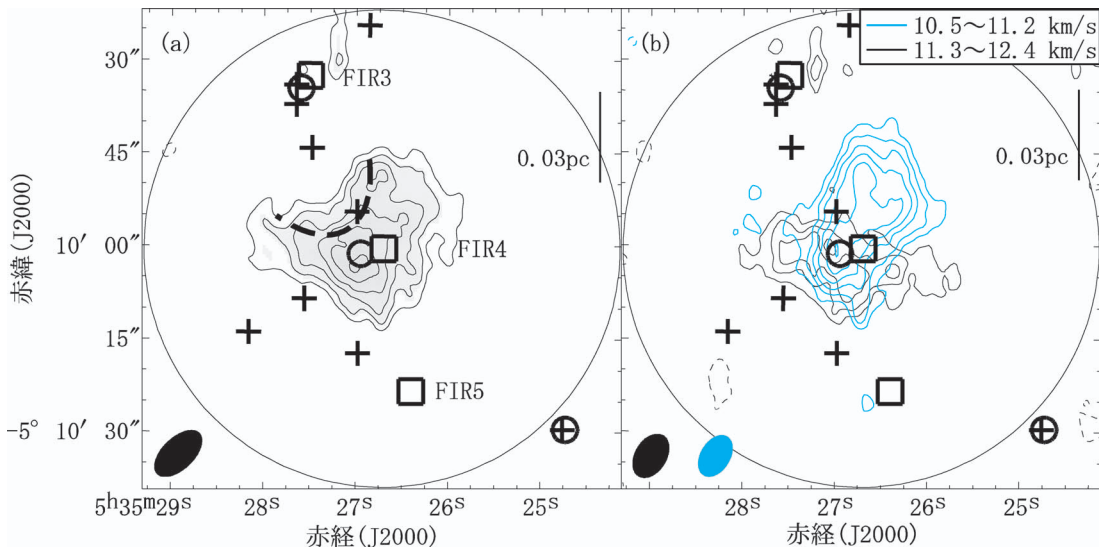 (a)
FIR3
0.03pc
FIR4
FIR5
30″
45″
10′ 00″
15″
-5° 10′ 30″
赤緯(J2000)
5h35m29s 28s 27s 26s 25s
赤経(J2000)
(b)
10.5～11.2 km/s
11.3～12.4 km/s
0.03pc
28s 27s 26s 25s
赤経(J2000)